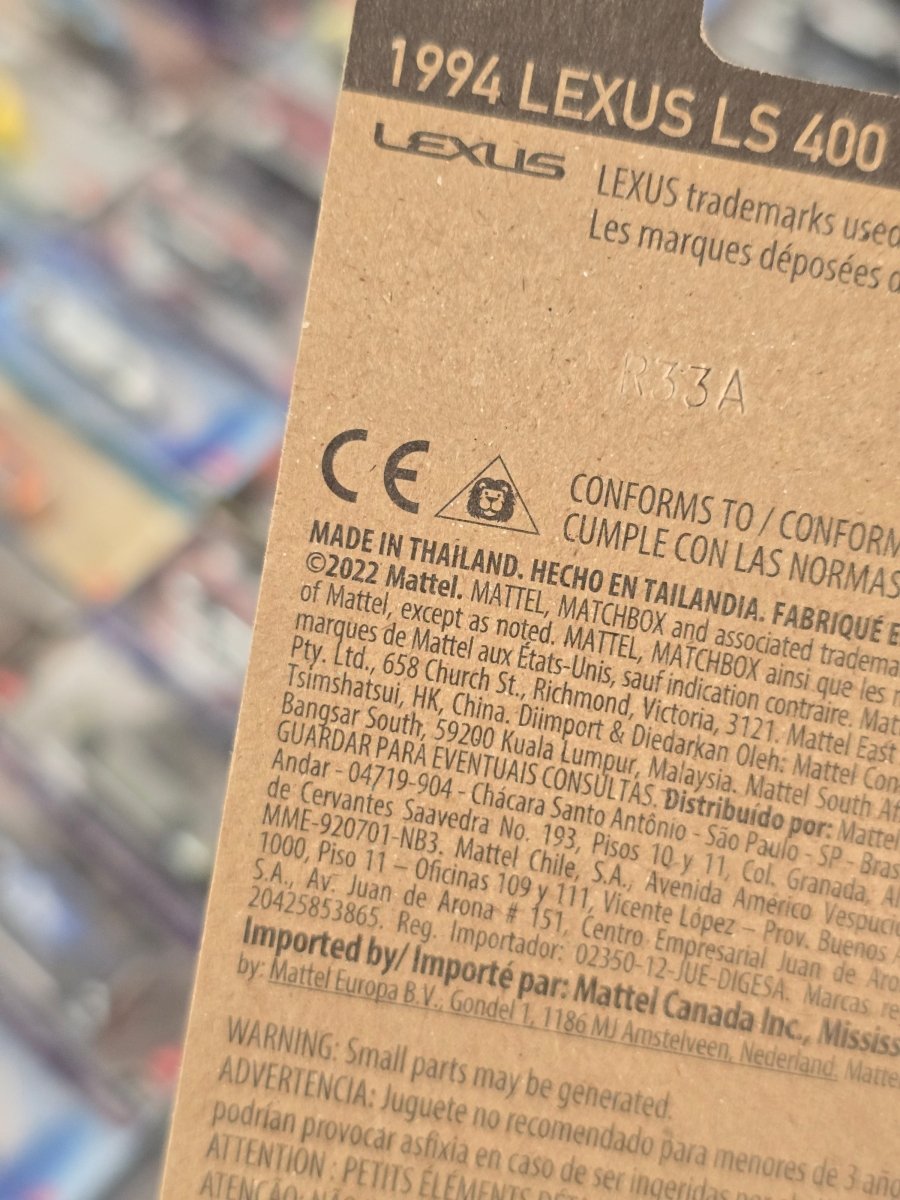 1994 LEXUS LS 400
LEXUS
LEXUS trademarks used
Les marques déposées d
R33A
CE
CONFORMS TO / CONFORM
CUMPLE CON LAS NORMAS
MADE IN THAILAND. HECHO EN TAILANDIA. FABRIQUÉ E
©2022 Mattel. MATTEL, MATCHBOX and associated tradema
of Mattel, except as noted. MATTEL, MATCHBOX ainsi que les m
marques de Mattel aux États-Unis, sauf indication contraire. Matt
Pty. Ltd., 658 Church St., Richmond, Victoria, 3121. Mattel East
Tsimshatsui, HK, China. Diimport & Diedarkan Oleh: Mattel Con
Bangsar South, 59200 Kuala Lumpur, Malaysia. Mattel South Af
GUARDAR PARA EVENTUAIS CONSULTAS. Distribuído por: Mattel
Andar - 04719-904 - Chácara Santo Antônio - São Paulo - SP - Bras
de Cervantes Saavedra No. 193, Pisos 10 y 11, Col. Granada, Al
MME-920701-NB3. Mattel Chile, S.A., Avenida Américo Vespucio
1000, Piso 11 – Oficinas 109 y 111, Vicente López – Prov. Buenos A
S.A., Av. Juan de Arona # 151, Centro Empresarial Juan de Aro
20425853865. Reg. Importador: 02350-12-JUE-DIGESA. Marcas re
Imported by/ Importé par: Mattel Canada Inc., Mississ
by: Mattel Europa B.V., Gondel 1, 1186 MJ Amstelveen, Nederland. Mattel
WARNING: Small parts may be generated.
ADVERTENCIA: Juguete no recomendado para menores de 3 año
podrían provocar asfixia en caso de ser ingeridas
ATTENTION : PETITS ÉLÉMENTS
ATENÇÃO: NÃO